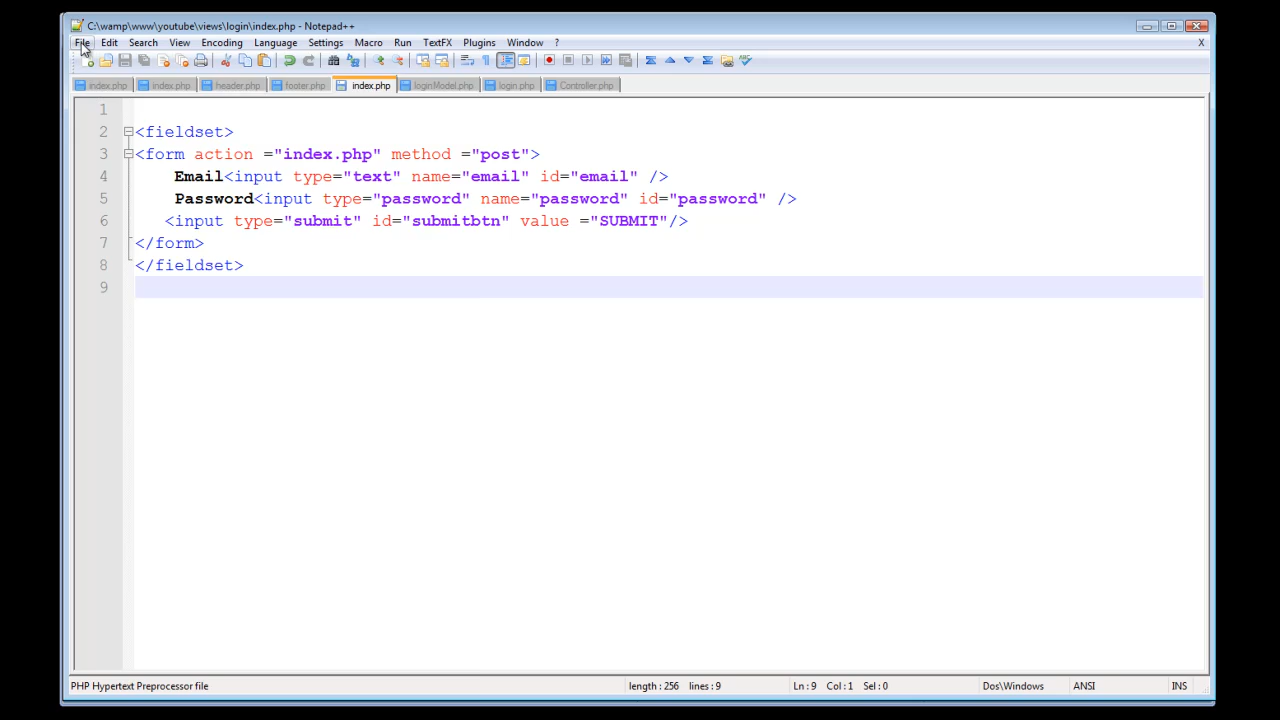 C:\wamp\www\youtube\views\login\index.php - Notepad++
File Edit Search View Encoding Language Settings Macro Run TextFX Plugins Window ? X
index.php index.php header.php footer.php index.php loginModel.php login.php Controller.php
1
2 <fieldset>
3 <form action ="index.php" method ="post">
4 Email<input type="text" name="email" id="email" />
5 Password<input type="password" name="password" id="password" />
6 <input type="submit" id="submitbtn" value ="SUBMIT"/>
7 </form>
8 </fieldset>
9
PHP Hypertext Preprocessor file length : 256 lines : 9 Ln : 9 Col : 1 Sel : 0 Dos\Windows ANSI INS